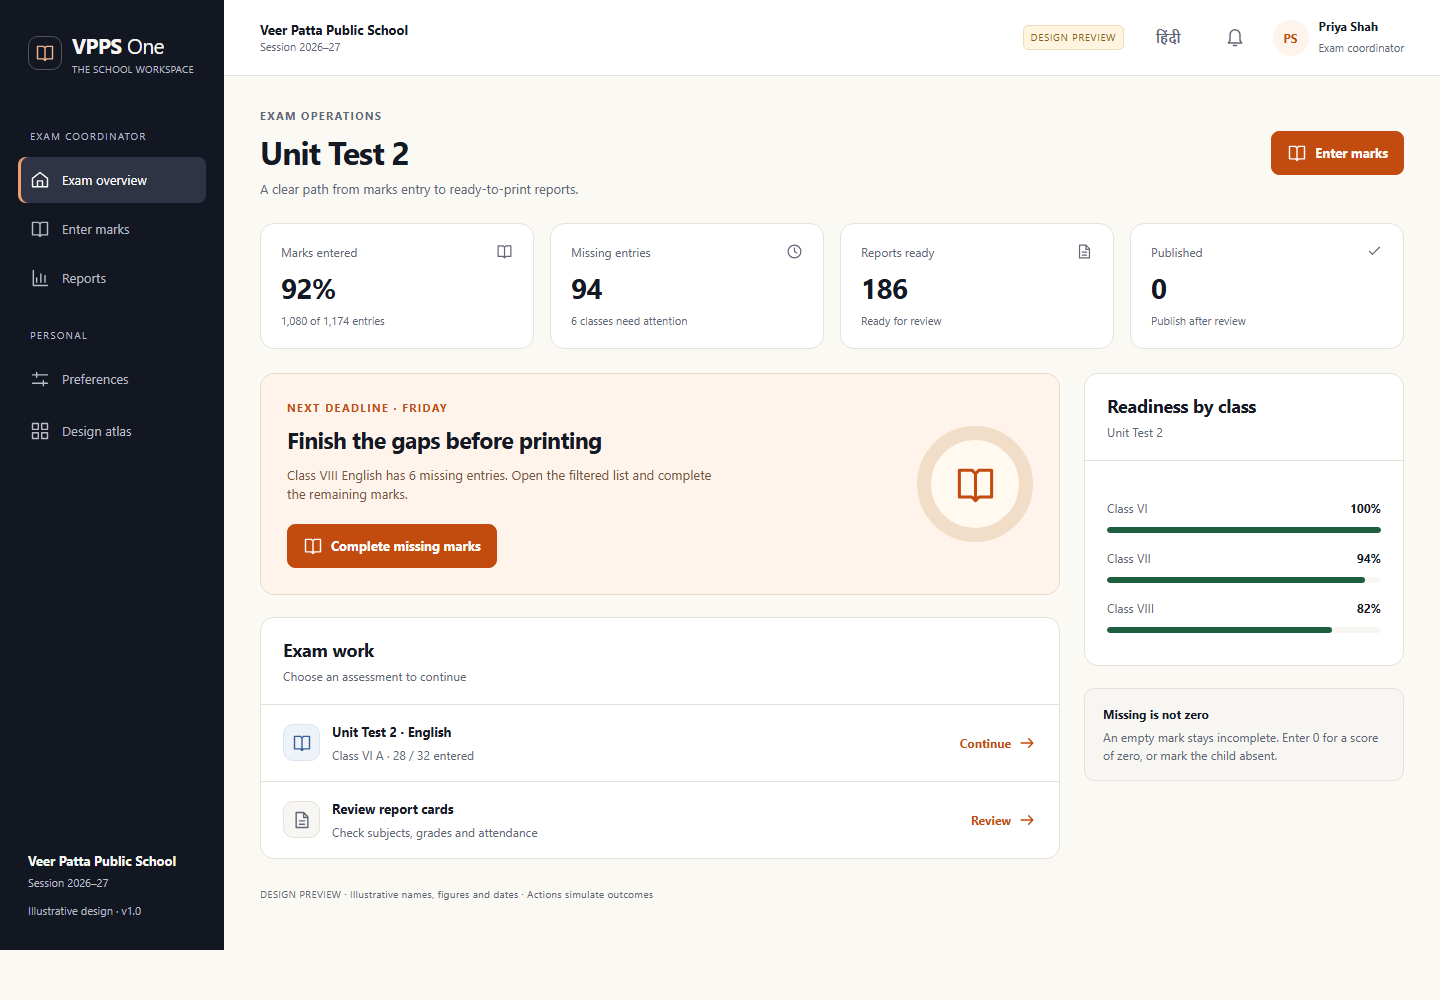 VPPS One
THE SCHOOL WORKSPACE
EXAM COORDINATOR
Exam overview
Enter marks
Reports
PERSONAL
Preferences
Design atlas
Veer Patta Public School
Session 2026–27
Illustrative design · v1.0
Veer Patta Public School
Session 2026–27
DESIGN PREVIEW
हिंदी
PS
Priya Shah
Exam coordinator
EXAM OPERATIONS
Unit Test 2
A clear path from marks entry to ready-to-print reports.
Enter marks
Marks entered
92%
1,080 of 1,174 entries
Missing entries
94
6 classes need attention
Reports ready
186
Ready for review
Published
0
Publish after review
NEXT DEADLINE · FRIDAY
Finish the gaps before printing
Class VIII English has 6 missing entries. Open the filtered list and complete
the remaining marks.
Complete missing marks
Exam work
Choose an assessment to continue
Unit Test 2 · English
Class VI A · 28 / 32 entered
Continue
Review report cards
Check subjects, grades and attendance
Review
Readiness by class
Unit Test 2
Class VI 100%
Class VII 94%
Class VIII 82%
Missing is not zero
An empty mark stays incomplete. Enter 0 for a score
of zero, or mark the child absent.
DESIGN PREVIEW · Illustrative names, figures and dates · Actions simulate outcomes